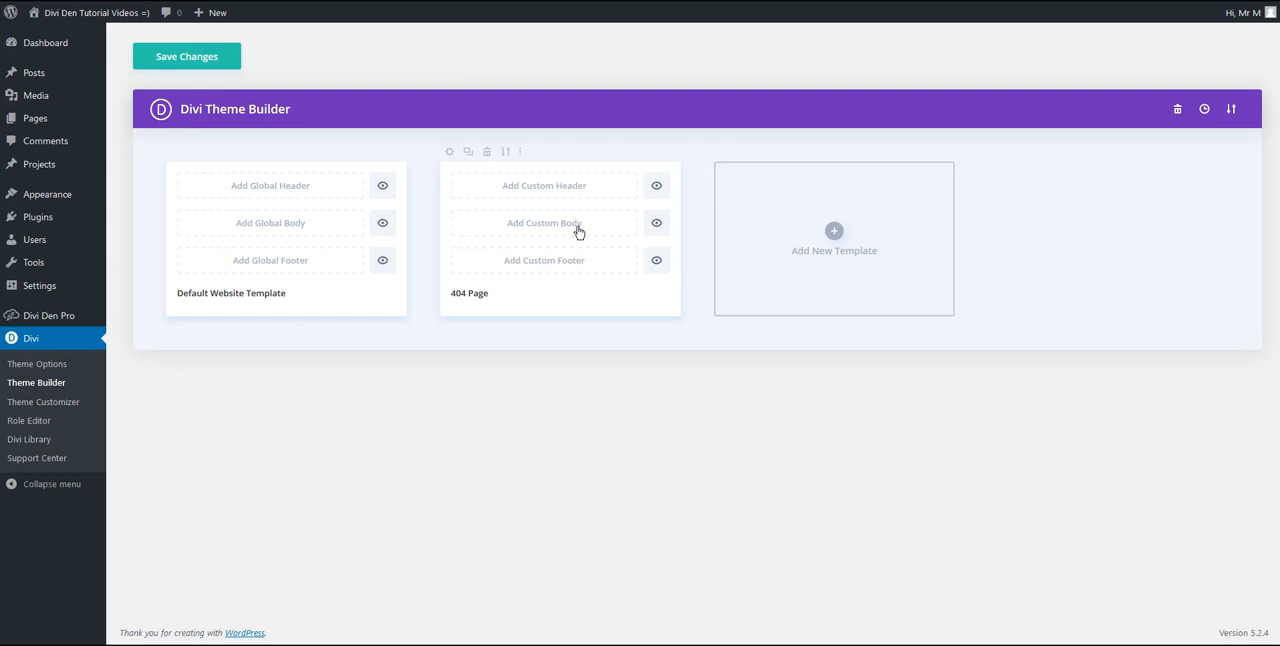 Divi Den Tutorial Videos =)
0
New
Hi, Mr M
Dashboard
Posts
Media
Pages
Comments
Projects
Appearance
Plugins
Users
Tools
Settings
Divi Den Pro
Divi
Theme Options
Theme Builder
Theme Customizer
Role Editor
Divi Library
Support Center
Collapse menu
Save Changes
D
Divi Theme Builder
Add Global Header
Add Global Body
Add Global Footer
Default Website Template
Add Custom Header
Add Custom Body
Add Custom Footer
404 Page
Add New Template
Thank you for creating with WordPress.
Version 5.2.4